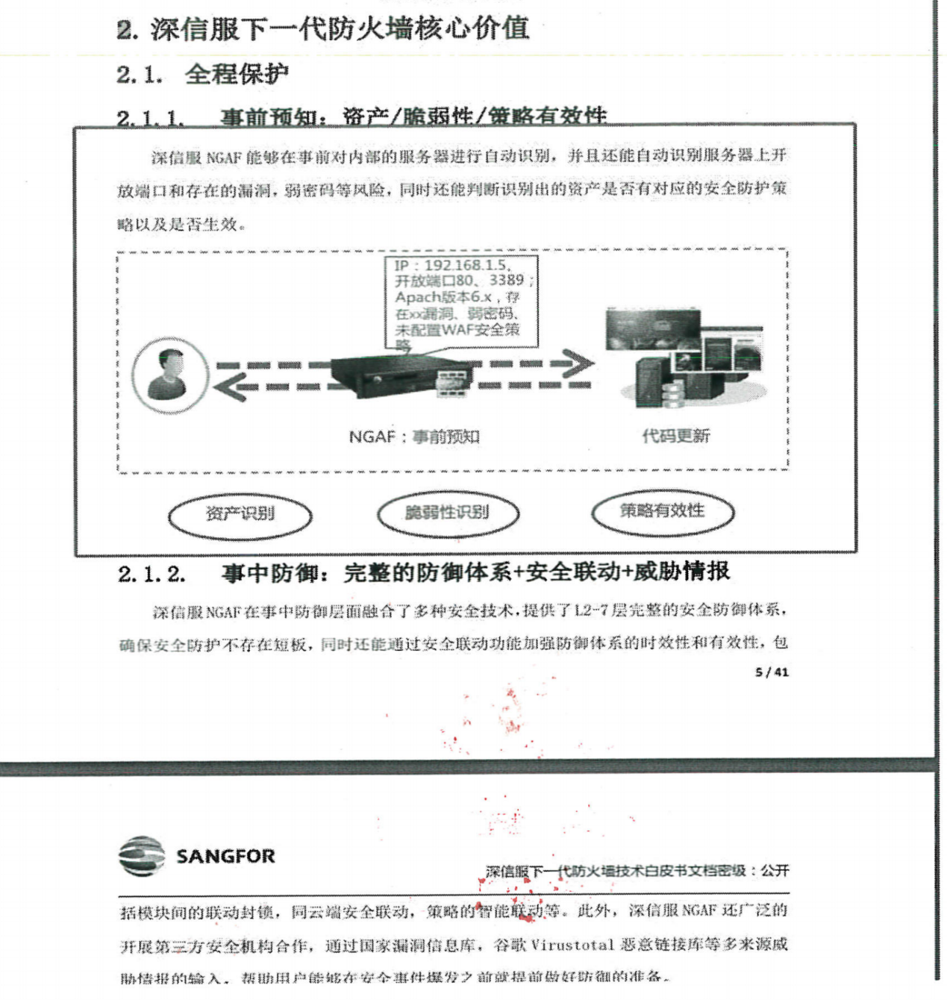 2. 深信服下一代防火墙核心价值
2.1. 全程保护
2.1.1. 事前预知：资产/脆弱性/策略有效性
深信服 NGAF 能够在事前对内部的服务器进行自动识别，并且还能自动识别服务器上开
放端口和存在的漏洞，弱密码等风险，同时还能判断识别出的资产是否有对应的安全防护策
略以及是否生效。
IP：192.168.1.5,
开放端口80、3389；
Apach版本6.x，存
在xx漏洞、弱密码、
未配置WAF安全策
略
NGAF：事前预知
代码更新
资产识别
脆弱性识别
策略有效性
2.1.2. 事中防御：完整的防御体系+安全联动+威胁情报
深信服NGAF在事中防御层面融合了多种安全技术，提供了L2-7层完整的安全防御体系，
确保安全防护不存在短板，同时还能通过安全联动功能加强防御体系的时效性和有效性，包
5 / 41
SANGFOR
深信服下一代防火墙技术白皮书文档密级：公开
括模块间的联动封锁，同云端安全联动，策略的智能联动等。此外，深信服NGAF 还广泛的
开展第三方安全机构合作，通过国家漏洞信息库，谷歌 Virustotal 恶意链接库等多来源威
胁情报的输入，帮助用户能够在安全事件爆发之前就提前做好防御的准备。